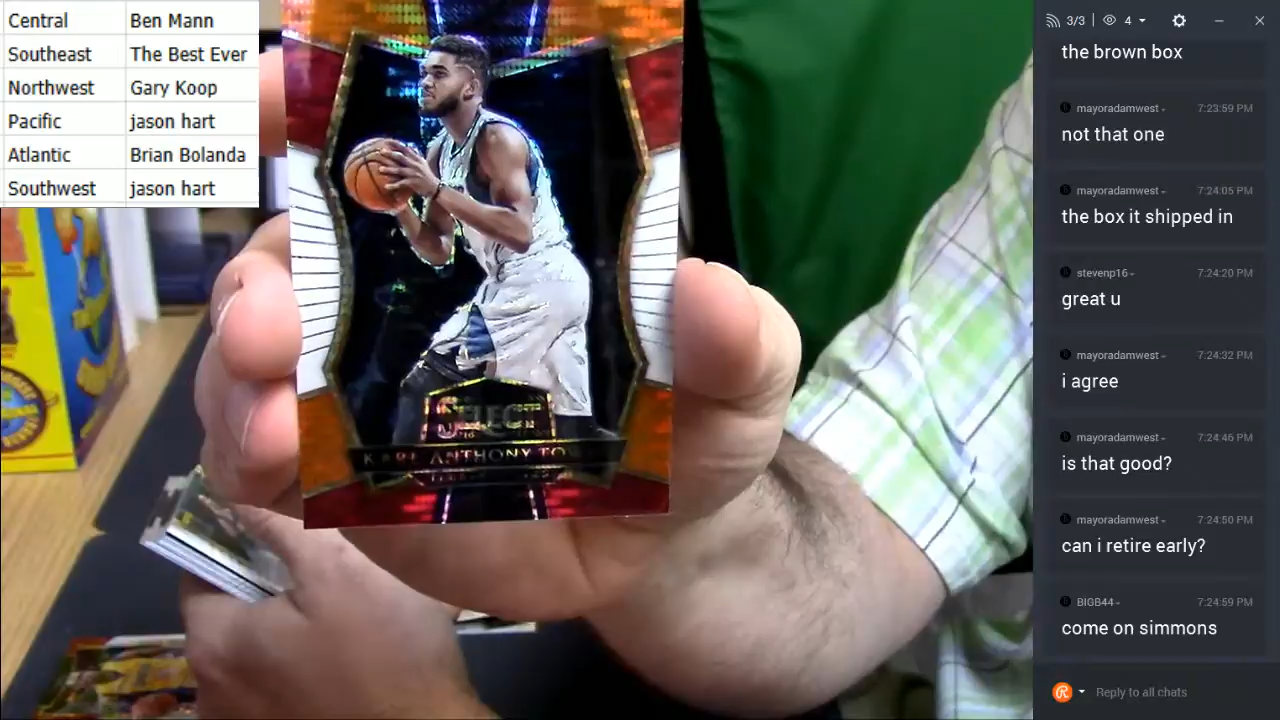 Central Ben Mann
Southeast The Best Ever
Northwest Gary Koop
Pacific jason hart
Atlantic Brian Bolanda
Southwest jason hart
SELECT
KARL-ANTHONY TOW
3/3 4
the brown box
mayoradamwest 7:23:59 PM
not that one
mayoradamwest 7:24:05 PM
the box it shipped in
stevenp16 7:24:20 PM
great u
mayoradamwest 7:24:32 PM
i agree
mayoradamwest 7:24:46 PM
is that good?
mayoradamwest 7:24:50 PM
can i retire early?
BIGB44 7:24:59 PM
come on simmons
Reply to all chats